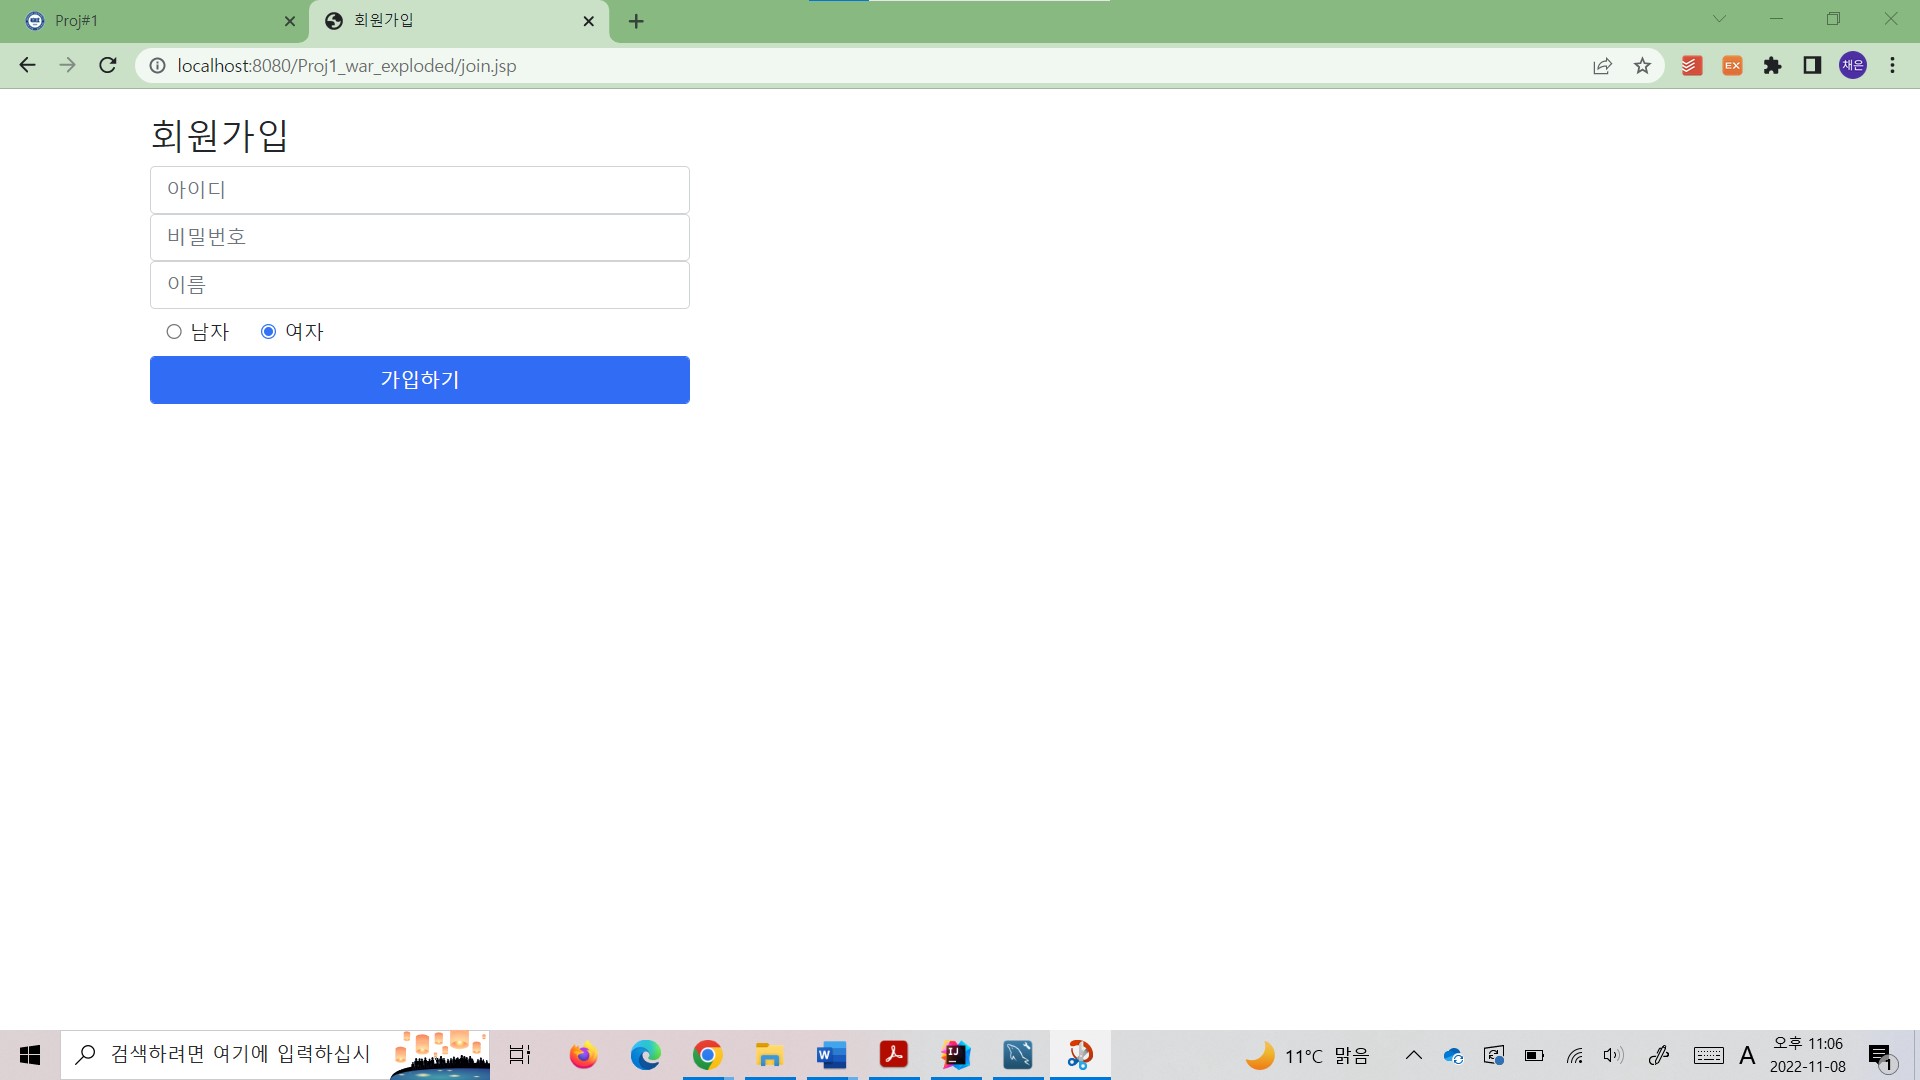 Proj#1
회원가입
localhost:8080/Proj1_war_exploded/join.jsp
EX
채은
회원가입
아이디
비밀번호
이름
남자 여자
가입하기
검색하려면 여기에 입력하십시
W
IJ
11°C 맑음
A
오후 11:06
2022-11-08
1